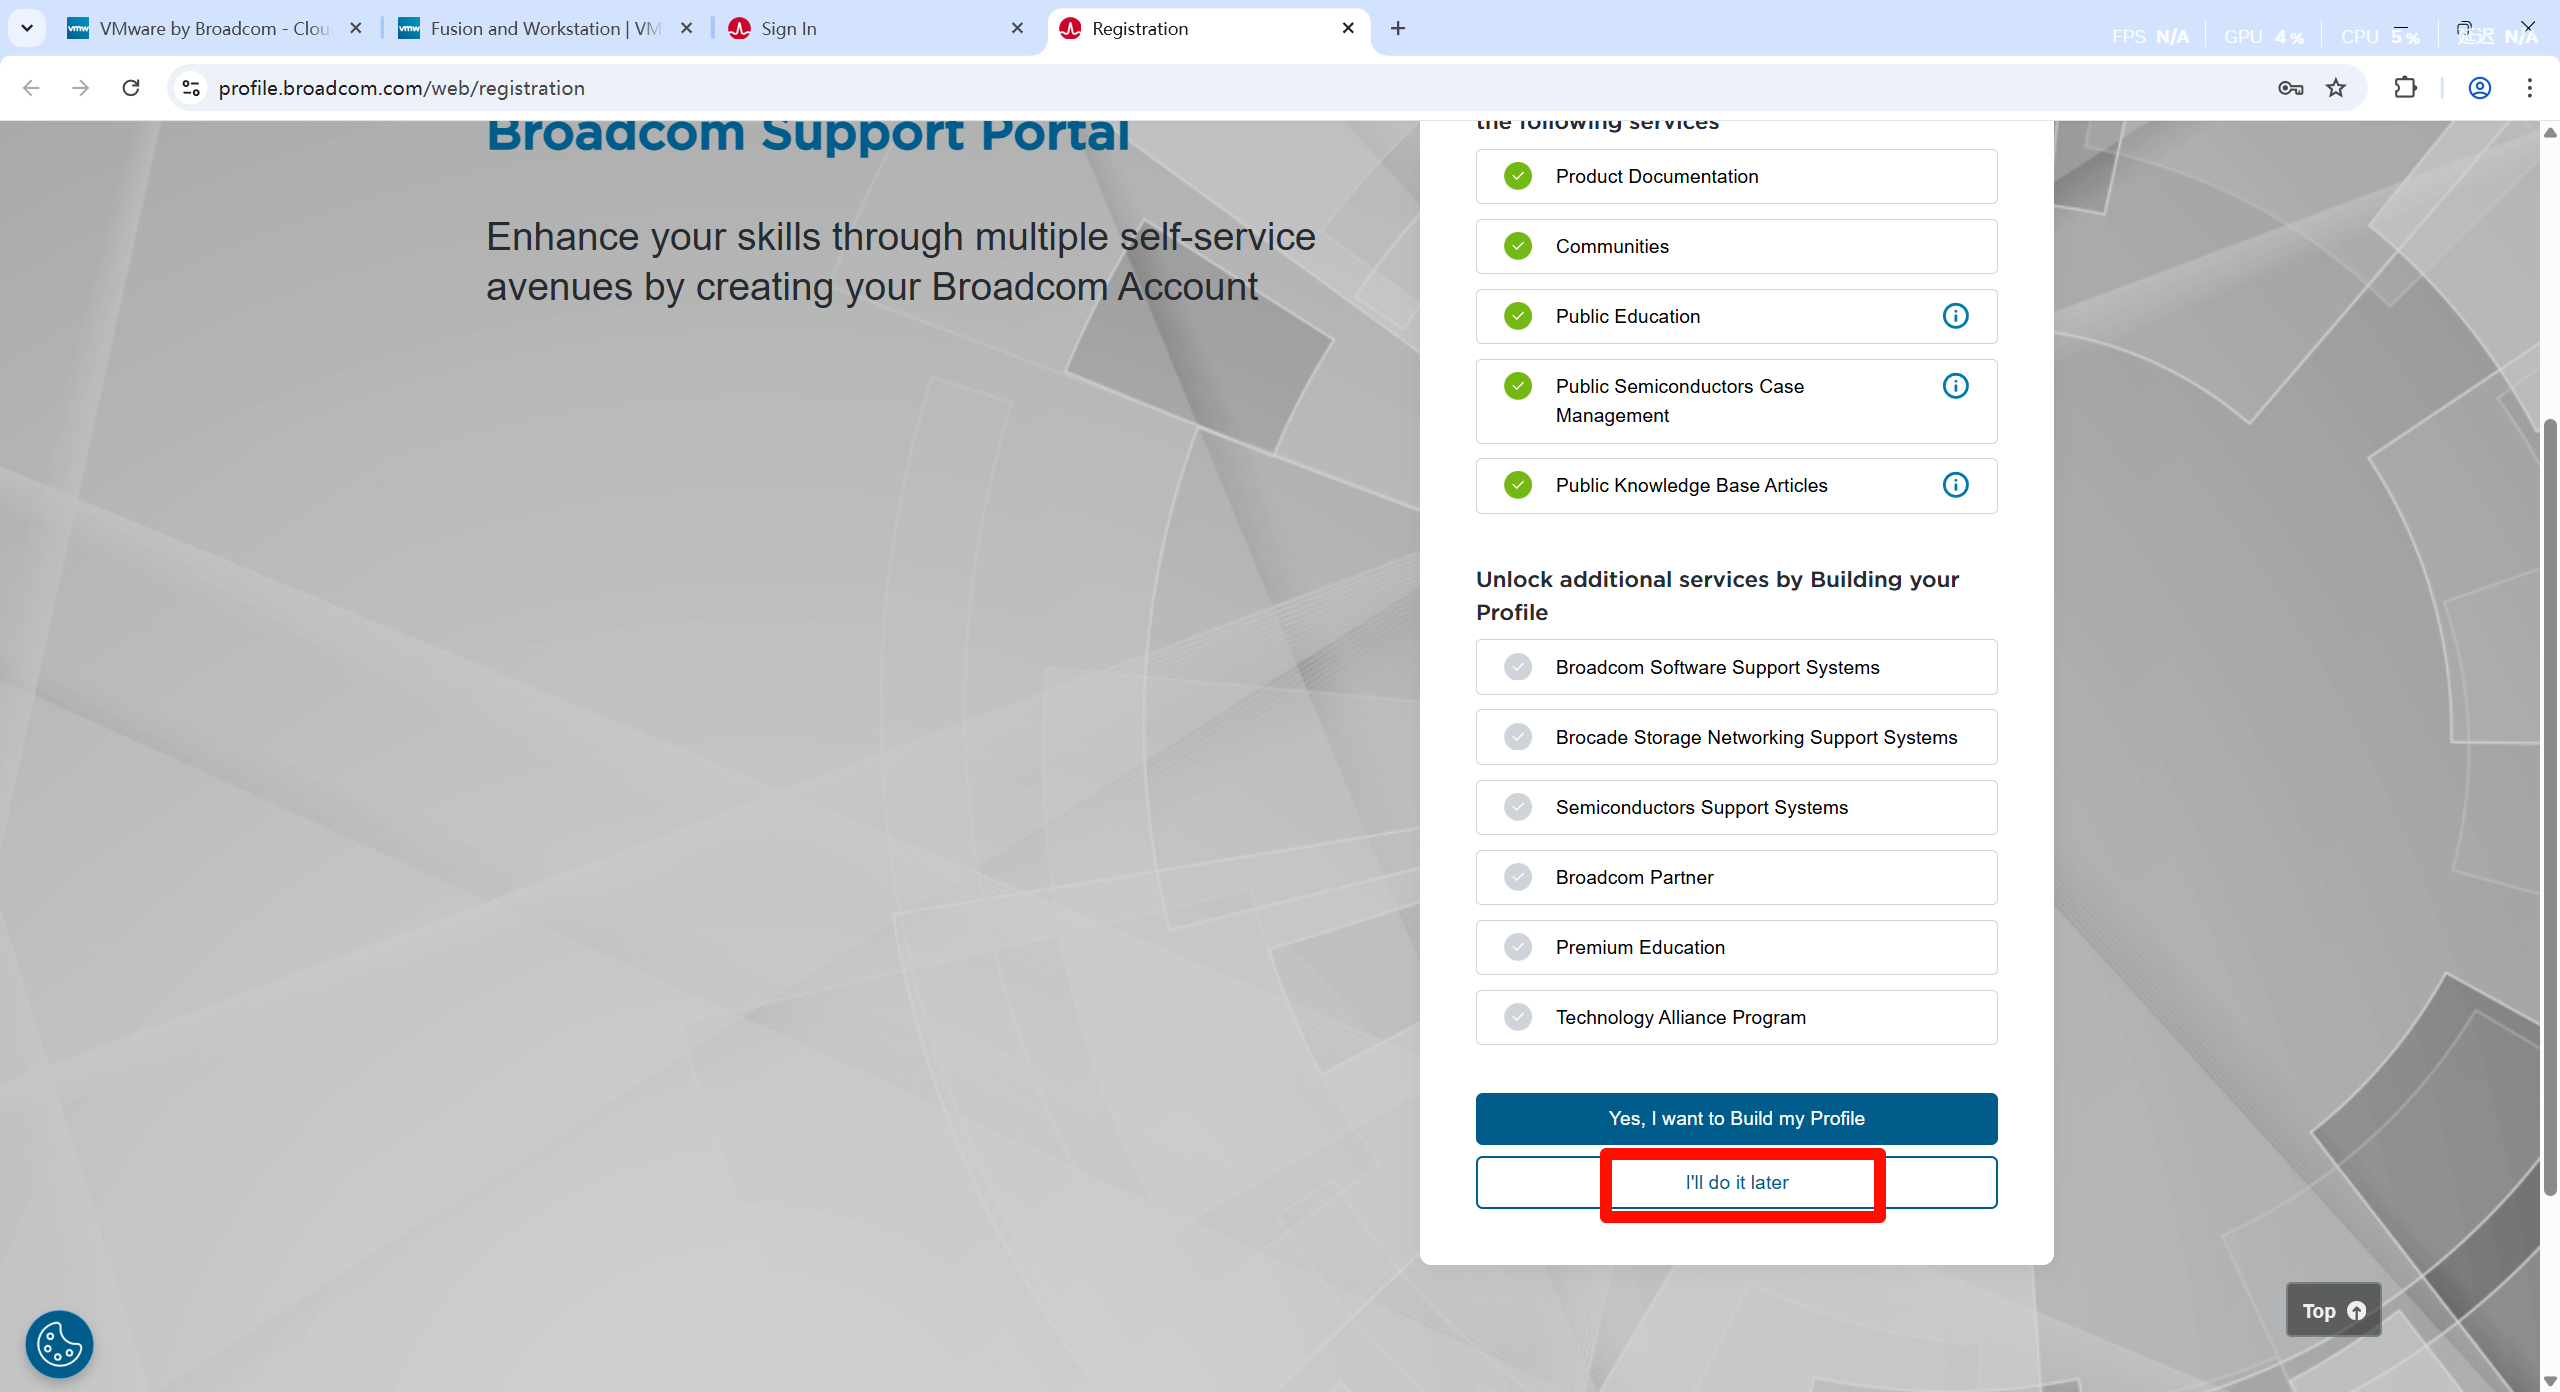 VMware by Broadcom - Clou
Fusion and Workstation | VM
Sign In
Registration
FPS N/A GPU 4 % CPU 5 % 延迟 N/A
profile.broadcom.com/web/registration
Broadcom Support Portal
Enhance your skills through multiple self-service
avenues by creating your Broadcom Account
the following services
Product Documentation
Communities
Public Education
Public Semiconductors Case
Management
Public Knowledge Base Articles
Unlock additional services by Building your
Profile
Broadcom Software Support Systems
Brocade Storage Networking Support Systems
Semiconductors Support Systems
Broadcom Partner
Premium Education
Technology Alliance Program
Yes, I want to Build my Profile
I'll do it later
Top